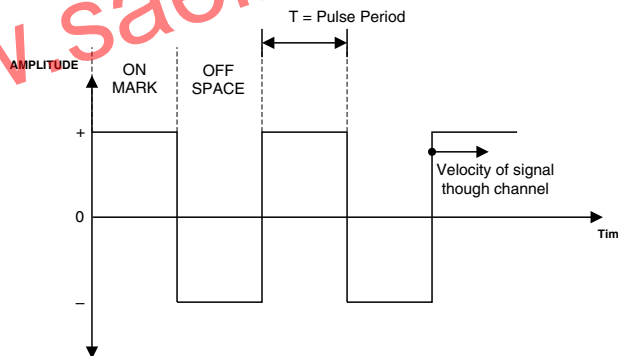 T = Pulse Period
AMPLITUDE
ON
MARK
OFF
SPACE
+
Velocity of signal
though channel
0
Tim
–